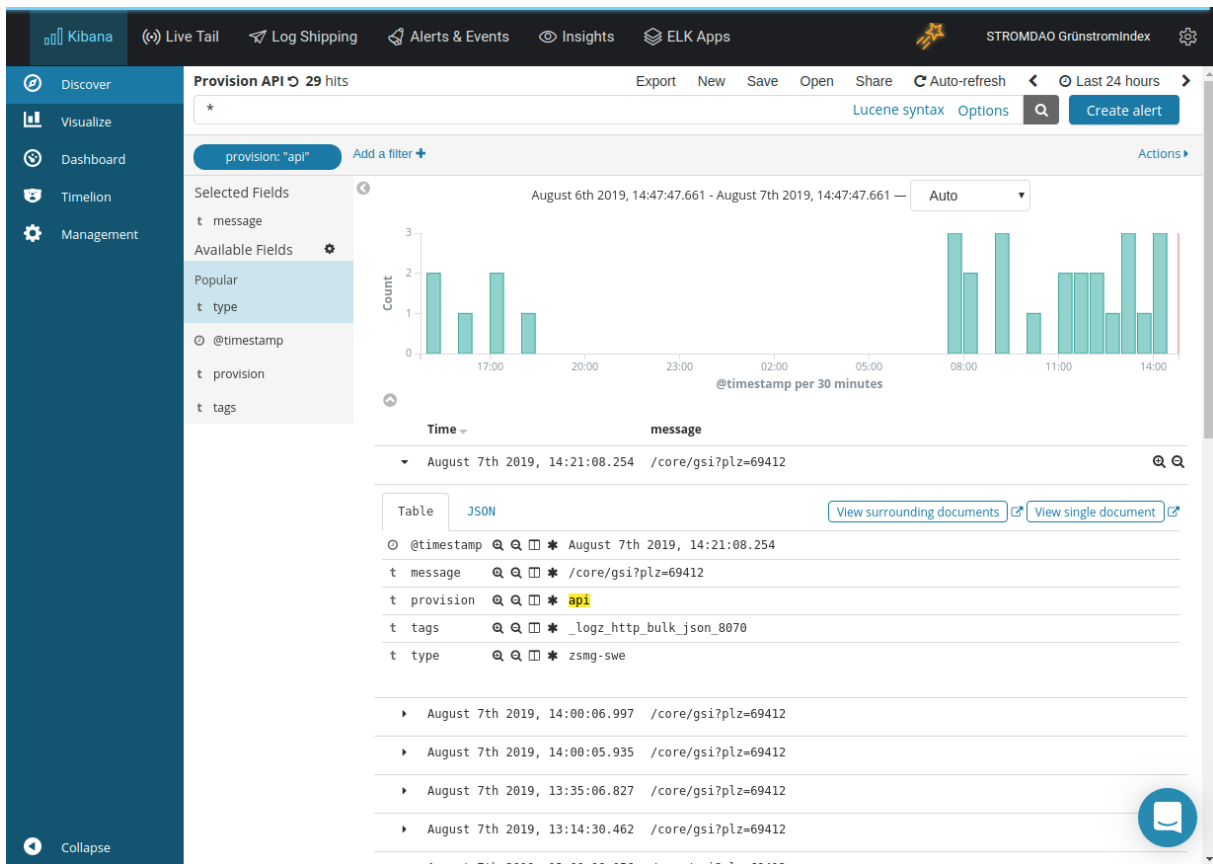 Kibana Live Tail Log Shipping Alerts & Events Insights ELK Apps STROMDAO GrünstromIndex
Discover
Visualize
Dashboard
Timelion
Management
Collapse
Provision API 29 hits Export New Save Open Share Auto-refresh Last 24 hours
* Lucene syntax Options Create alert
provision: "api" Add a filter Actions
Selected Fields
t message
Available Fields
Popular
t type
@timestamp
t provision
t tags
August 6th 2019, 14:47:47.661 - August 7th 2019, 14:47:47.661 — Auto
Count
3
2
1
0
17:00 20:00 23:00 02:00 05:00 08:00 11:00 14:00
@timestamp per 30 minutes
Time message
August 7th 2019, 14:21:08.254 /core/gsi?plz=69412
Table JSON View surrounding documents View single document
@timestamp August 7th 2019, 14:21:08.254
t message /core/gsi?plz=69412
t provision api
t tags _logz_http_bulk_json_8070
t type zsmg-swe
August 7th 2019, 14:00:06.997 /core/gsi?plz=69412
August 7th 2019, 14:00:05.935 /core/gsi?plz=69412
August 7th 2019, 13:35:06.827 /core/gsi?plz=69412
August 7th 2019, 13:14:30.462 /core/gsi?plz=69412